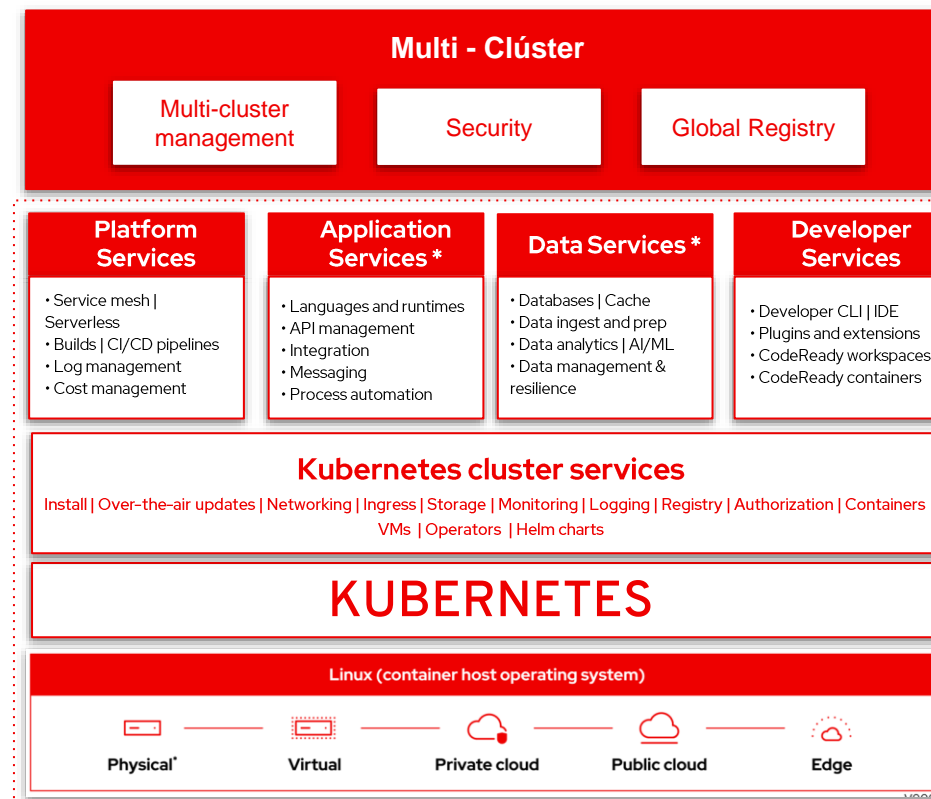 Multi - Clúster
Multi-cluster
management
Security
Global Registry
Platform
Services
• Service mesh |
Serverless
• Builds | CI/CD pipelines
• Log management
• Cost management
Application
Services *
• Languages and runtimes
• API management
• Integration
• Messaging
• Process automation
Data Services *
• Databases | Cache
• Data ingest and prep
• Data analytics | AI/ML
• Data management &
resilience
Developer
Services
• Developer CLI | IDE
• Plugins and extensions
• CodeReady workspaces
• CodeReady containers
Kubernetes cluster services
Install | Over-the-air updates | Networking | Ingress | Storage | Monitoring | Logging | Registry | Authorization | Containers
VMs | Operators | Helm charts
KUBERNETES
Linux (container host operating system)
Physical*
Virtual
Private cloud
Public cloud
Edge